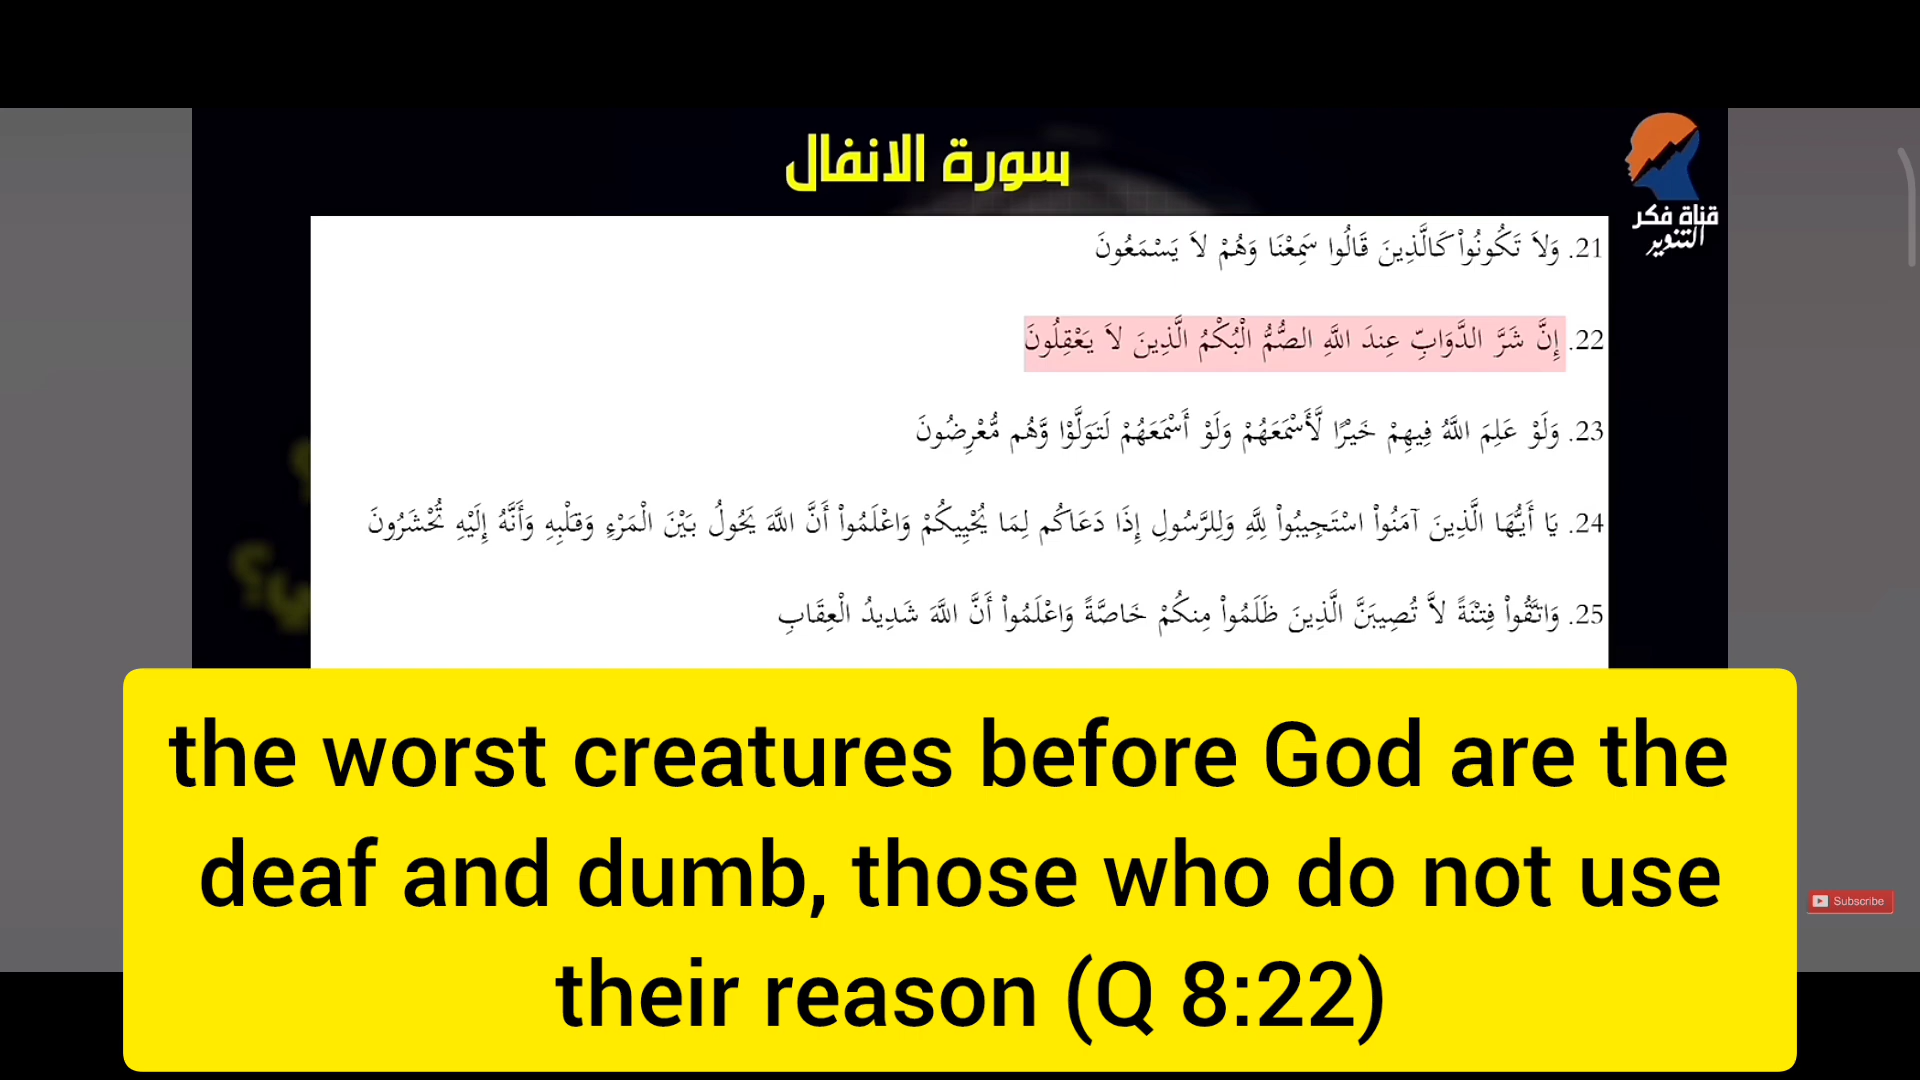 سورة الانفال
قناة فكر
التنوير
21. وَلاَ تَكُونُواْ كَالَّذِينَ قَالُوا سَمِعْنَا وَهُمْ لاَ يَسْمَعُونَ
22. إِنَّ شَرَّ الدَّوَابِّ عِندَ اللَّهِ الصُّمُّ الْبُكْمُ الَّذِينَ لاَ يَعْقِلُونَ
23. وَلَوْ عَلِمَ اللَّهُ فِيهِمْ خَيْرًا لَّأَسْمَعَهُمْ وَلَوْ أَسْمَعَهُمْ لَتَوَلَّوْا وَّهُم مُّعْرِضُونَ
24. يَا أَيُّهَا الَّذِينَ آمَنُواْ اسْتَجِيبُواْ لِلَّهِ وَلِلرَّسُولِ إِذَا دَعَاكُم لِمَا يُحْيِيكُمْ وَاعْلَمُواْ أَنَّ اللَّهَ يَحُولُ بَيْنَ الْمَرْءِ وَقَلْبِهِ وَأَنَّهُ إِلَيْهِ تُحْشَرُونَ
25. وَاتَّقُواْ فِتْنَةً لاَّ تُصِيبَنَّ الَّذِينَ ظَلَمُواْ مِنكُمْ خَاصَّةً وَاعْلَمُواْ أَنَّ اللَّهَ شَدِيدُ الْعِقَابِ
the worst creatures before God are the
deaf and dumb, those who do not use
their reason (Q 8:22)
Subscribe